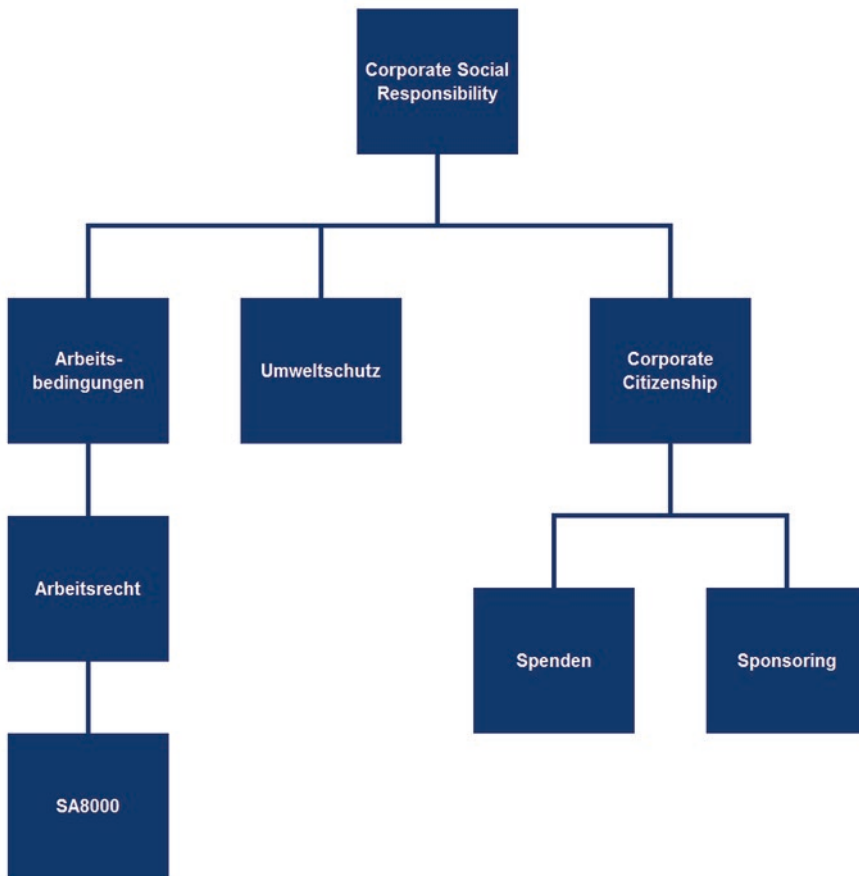 Corporate Social
Responsibility
Arbeits-
bedingungen
Umweltschutz
Corporate
Citizenship
Arbeitsrecht
Spenden
Sponsoring
SA8000